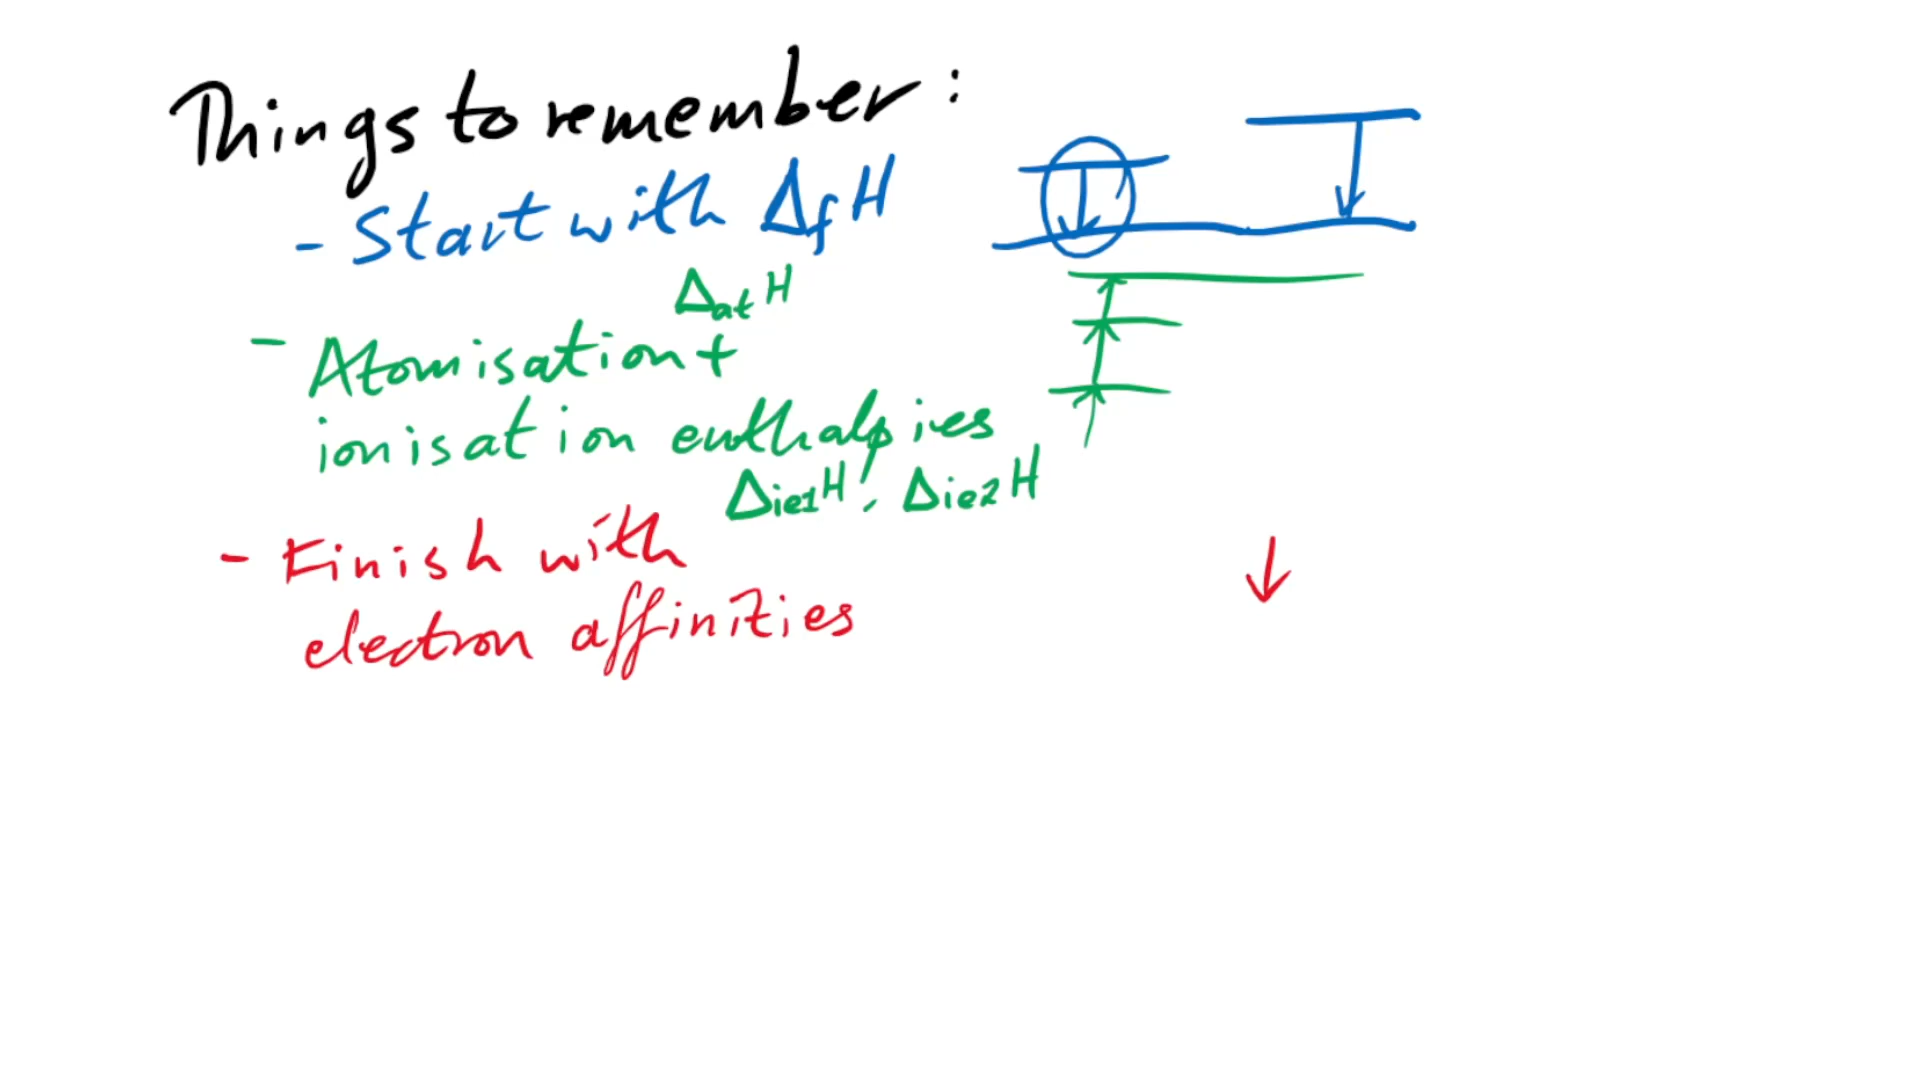 Things to remember:
- Start with ΔfH
ΔatH
- Atomisation +
ionisation enthalpies
Δie1H, Δie2H
- Finish with
electron affinities